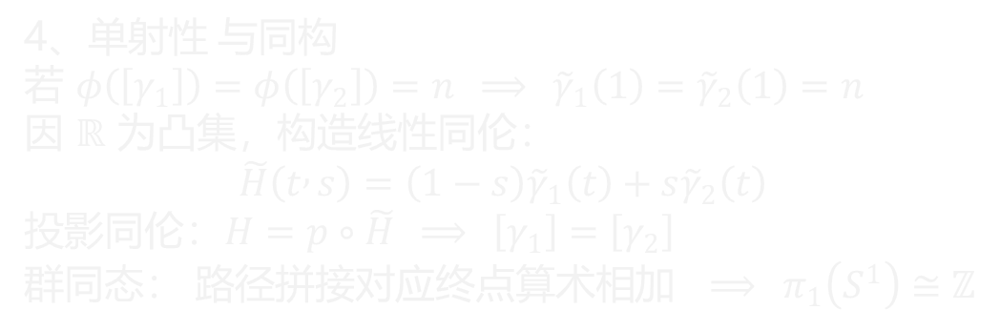 4、单射性 与同构
若 ϕ([γ₁]) = ϕ([γ₂]) = n ⟹ γ̃₁(1) = γ̃₂(1) = n
因 ℝ 为凸集，构造线性同伦：
H̃(t, s) = (1 − s)γ̃₁(t) + sγ̃₂(t)
投影同伦：H = p ∘ H̃ ⟹ [γ₁] = [γ₂]
群同态： 路径拼接对应终点算术相加 ⟹ π₁(S¹) ≅ ℤ